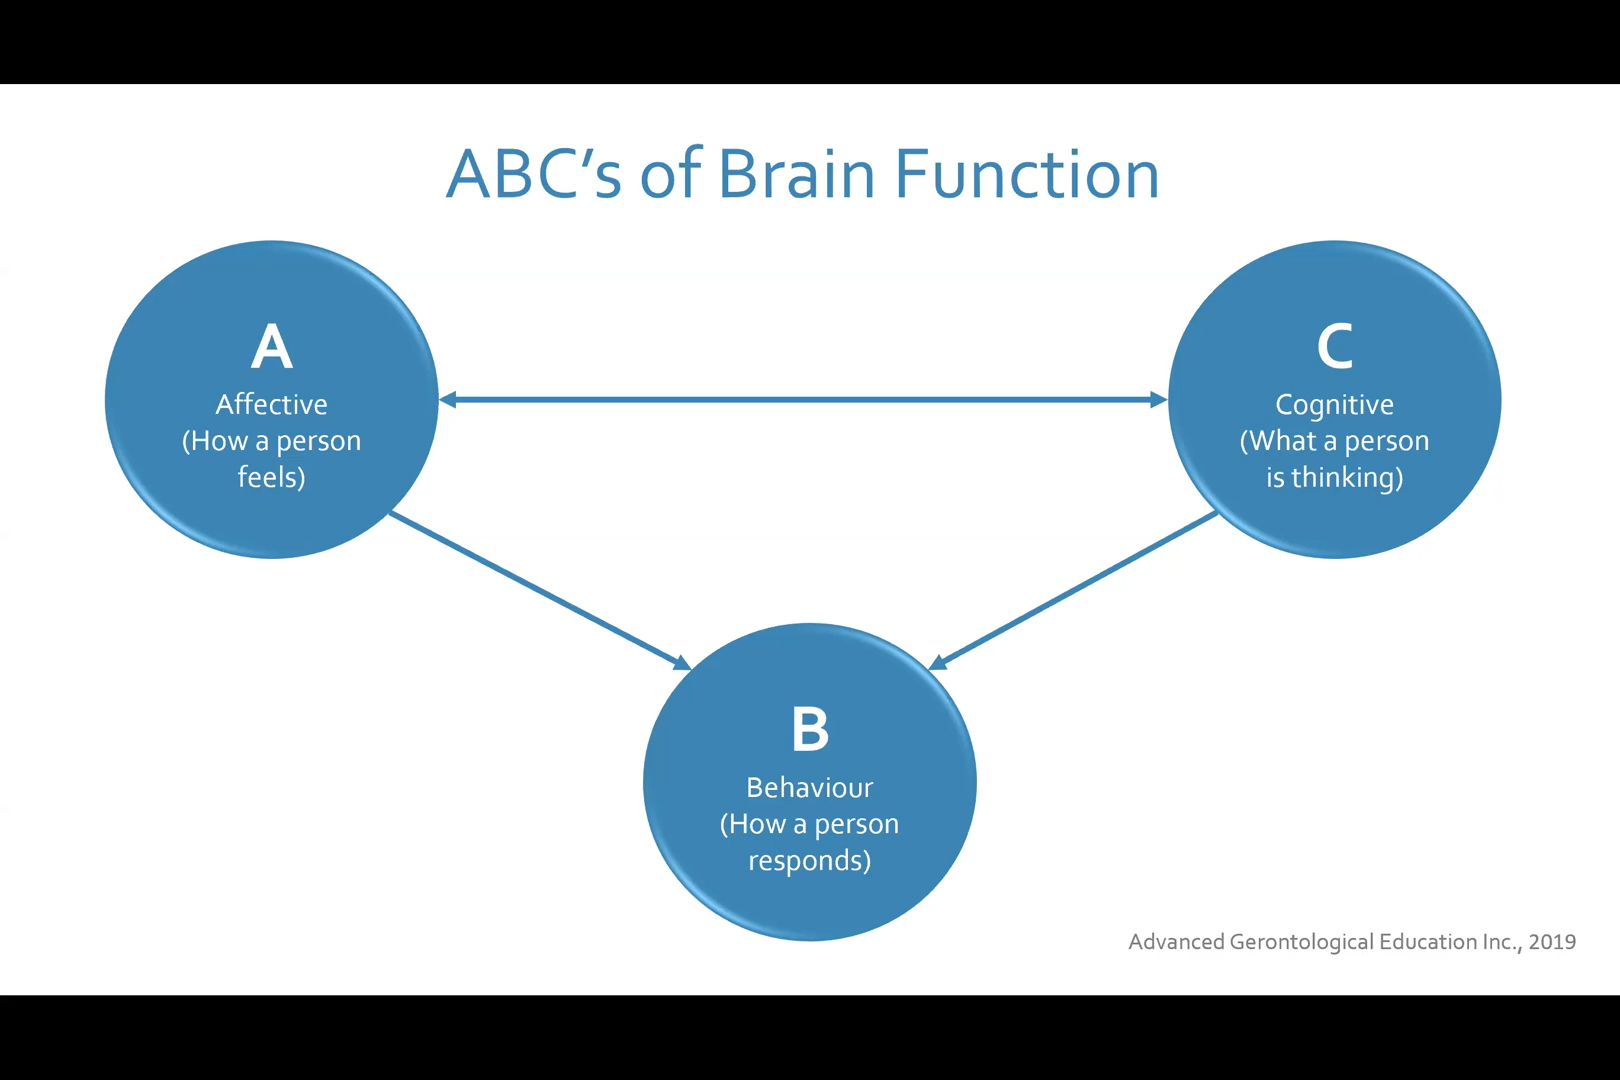 ABC’s of Brain Function
A
Affective
(How a person
feels)
C
Cognitive
(What a person
is thinking)
B
Behaviour
(How a person
responds)
Advanced Gerontological Education Inc., 2019